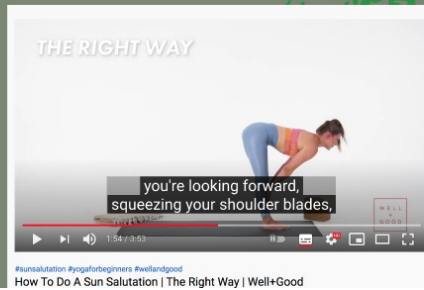 THE RIGHT WAY
you're looking forward,
squeezing your shoulder blades,
WELL
+
GOOD
1:54 / 3:53
#sunsalutation #yogaforbeginners #wellandgood
How To Do A Sun Salutation | The Right Way | Well+Good